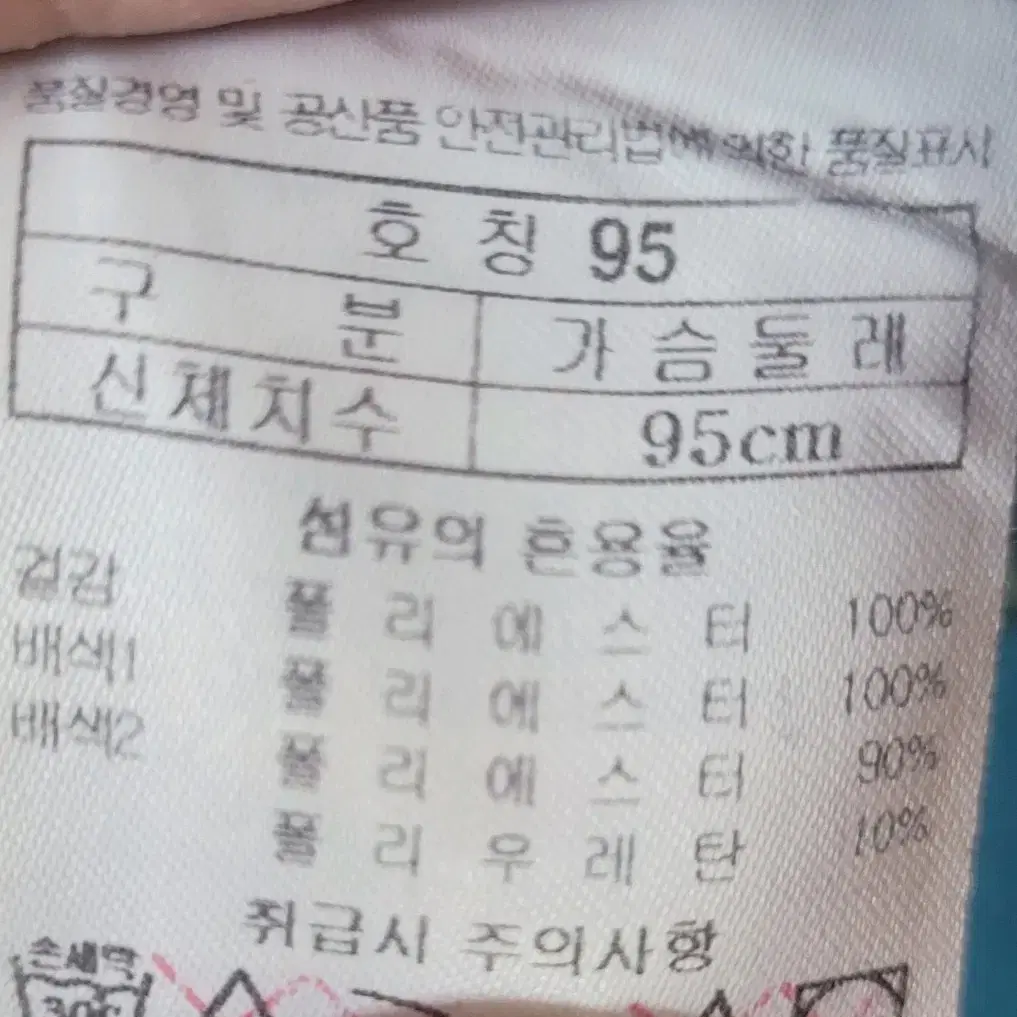 품질경영 및 공산품 안전관리법에 의한 품질표시
호 칭 95
구 분 가 슴 둘 레
신 체 치 수 95cm
섬유의 혼용율
겉감 폴 리 에 스 터 100%
배색1 폴 리 에 스 터 100%
배색2 폴 리 에 스 터 90%
폴 리 우 레 탄 10%
취급시 주의사항
손세탁
30℃